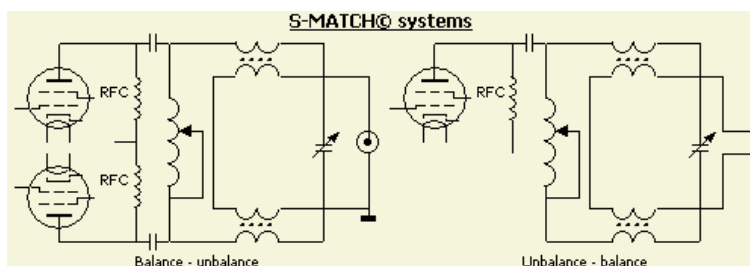 S-MATCH© systems
RFC
RFC
Balance - unbalance
RFC
Unbalance - balance